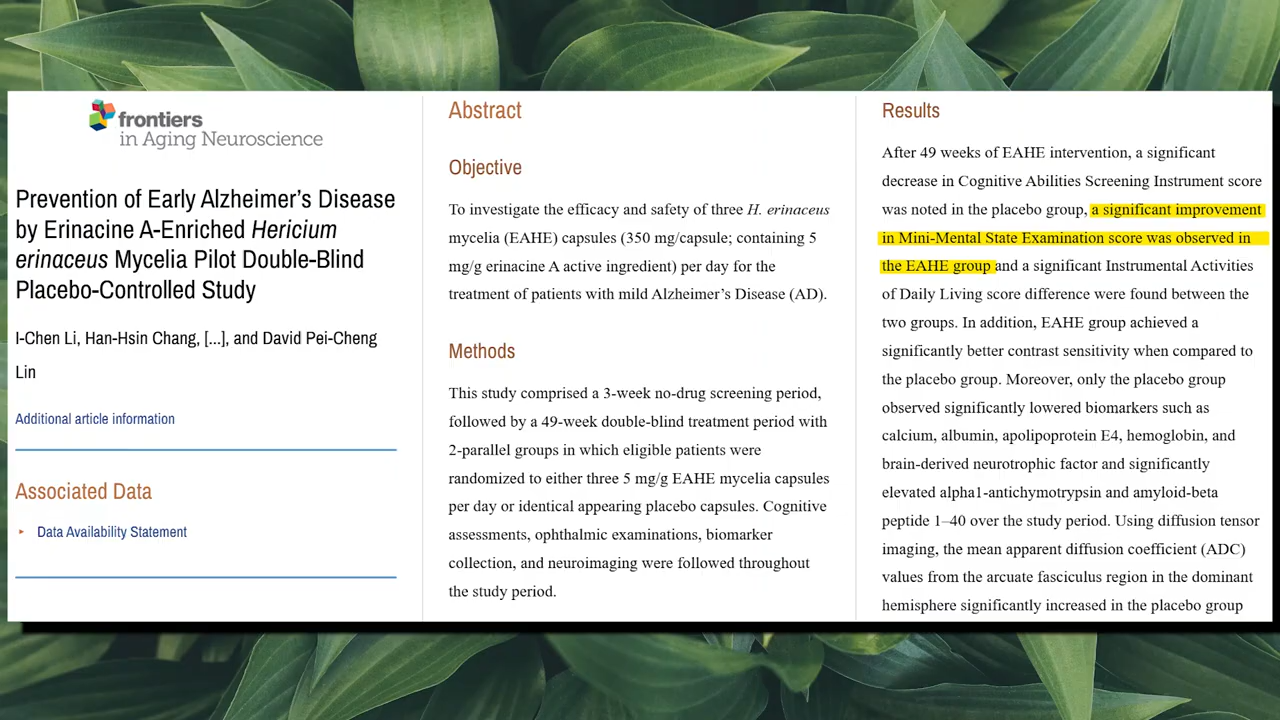 frontiers
in Aging Neuroscience
Prevention of Early Alzheimer's Disease
by Erinacine A-Enriched Hericium
erinaceus Mycelia Pilot Double-Blind
Placebo-Controlled Study
I-Chen Li, Han-Hsin Chang, [...], and David Pei-Cheng
Lin
Additional article information
Associated Data
Data Availability Statement
Abstract
Objective
To investigate the efficacy and safety of three H. erinaceus
mycelia (EAHE) capsules (350 mg/capsule; containing 5
mg/g erinacine A active ingredient) per day for the
treatment of patients with mild Alzheimer's Disease (AD).
Methods
This study comprised a 3-week no-drug screening period,
followed by a 49-week double-blind treatment period with
2-parallel groups in which eligible patients were
randomized to either three 5 mg/g EAHE mycelia capsules
per day or identical appearing placebo capsules. Cognitive
assessments, ophthalmic examinations, biomarker
collection, and neuroimaging were followed throughout
the study period.
Results
After 49 weeks of EAHE intervention, a significant
decrease in Cognitive Abilities Screening Instrument score
was noted in the placebo group, a significant improvement
in Mini-Mental State Examination score was observed in
the EAHE group and a significant Instrumental Activities
of Daily Living score difference were found between the
two groups. In addition, EAHE group achieved a
significantly better contrast sensitivity when compared to
the placebo group. Moreover, only the placebo group
observed significantly lowered biomarkers such as
calcium, albumin, apolipoprotein E4, hemoglobin, and
brain-derived neurotrophic factor and significantly
elevated alpha1-antichymotrypsin and amyloid-beta
peptide 1–40 over the study period. Using diffusion tensor
imaging, the mean apparent diffusion coefficient (ADC)
values from the arcuate fasciculus region in the dominant
hemisphere significantly increased in the placebo group